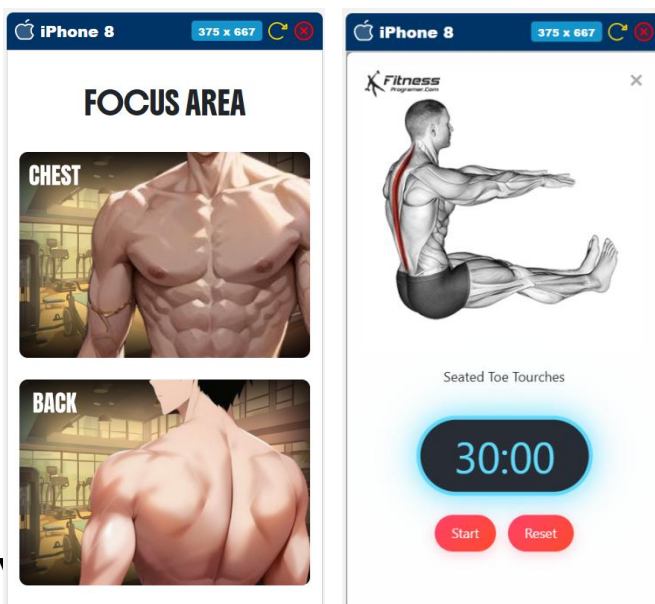 iPhone 8
375 x 667
FOCUS AREA
CHEST
BACK
iPhone 8
375 x 667
Fitness
Programer.Com
×
Seated Toe Tourches
30:00
Start
Reset